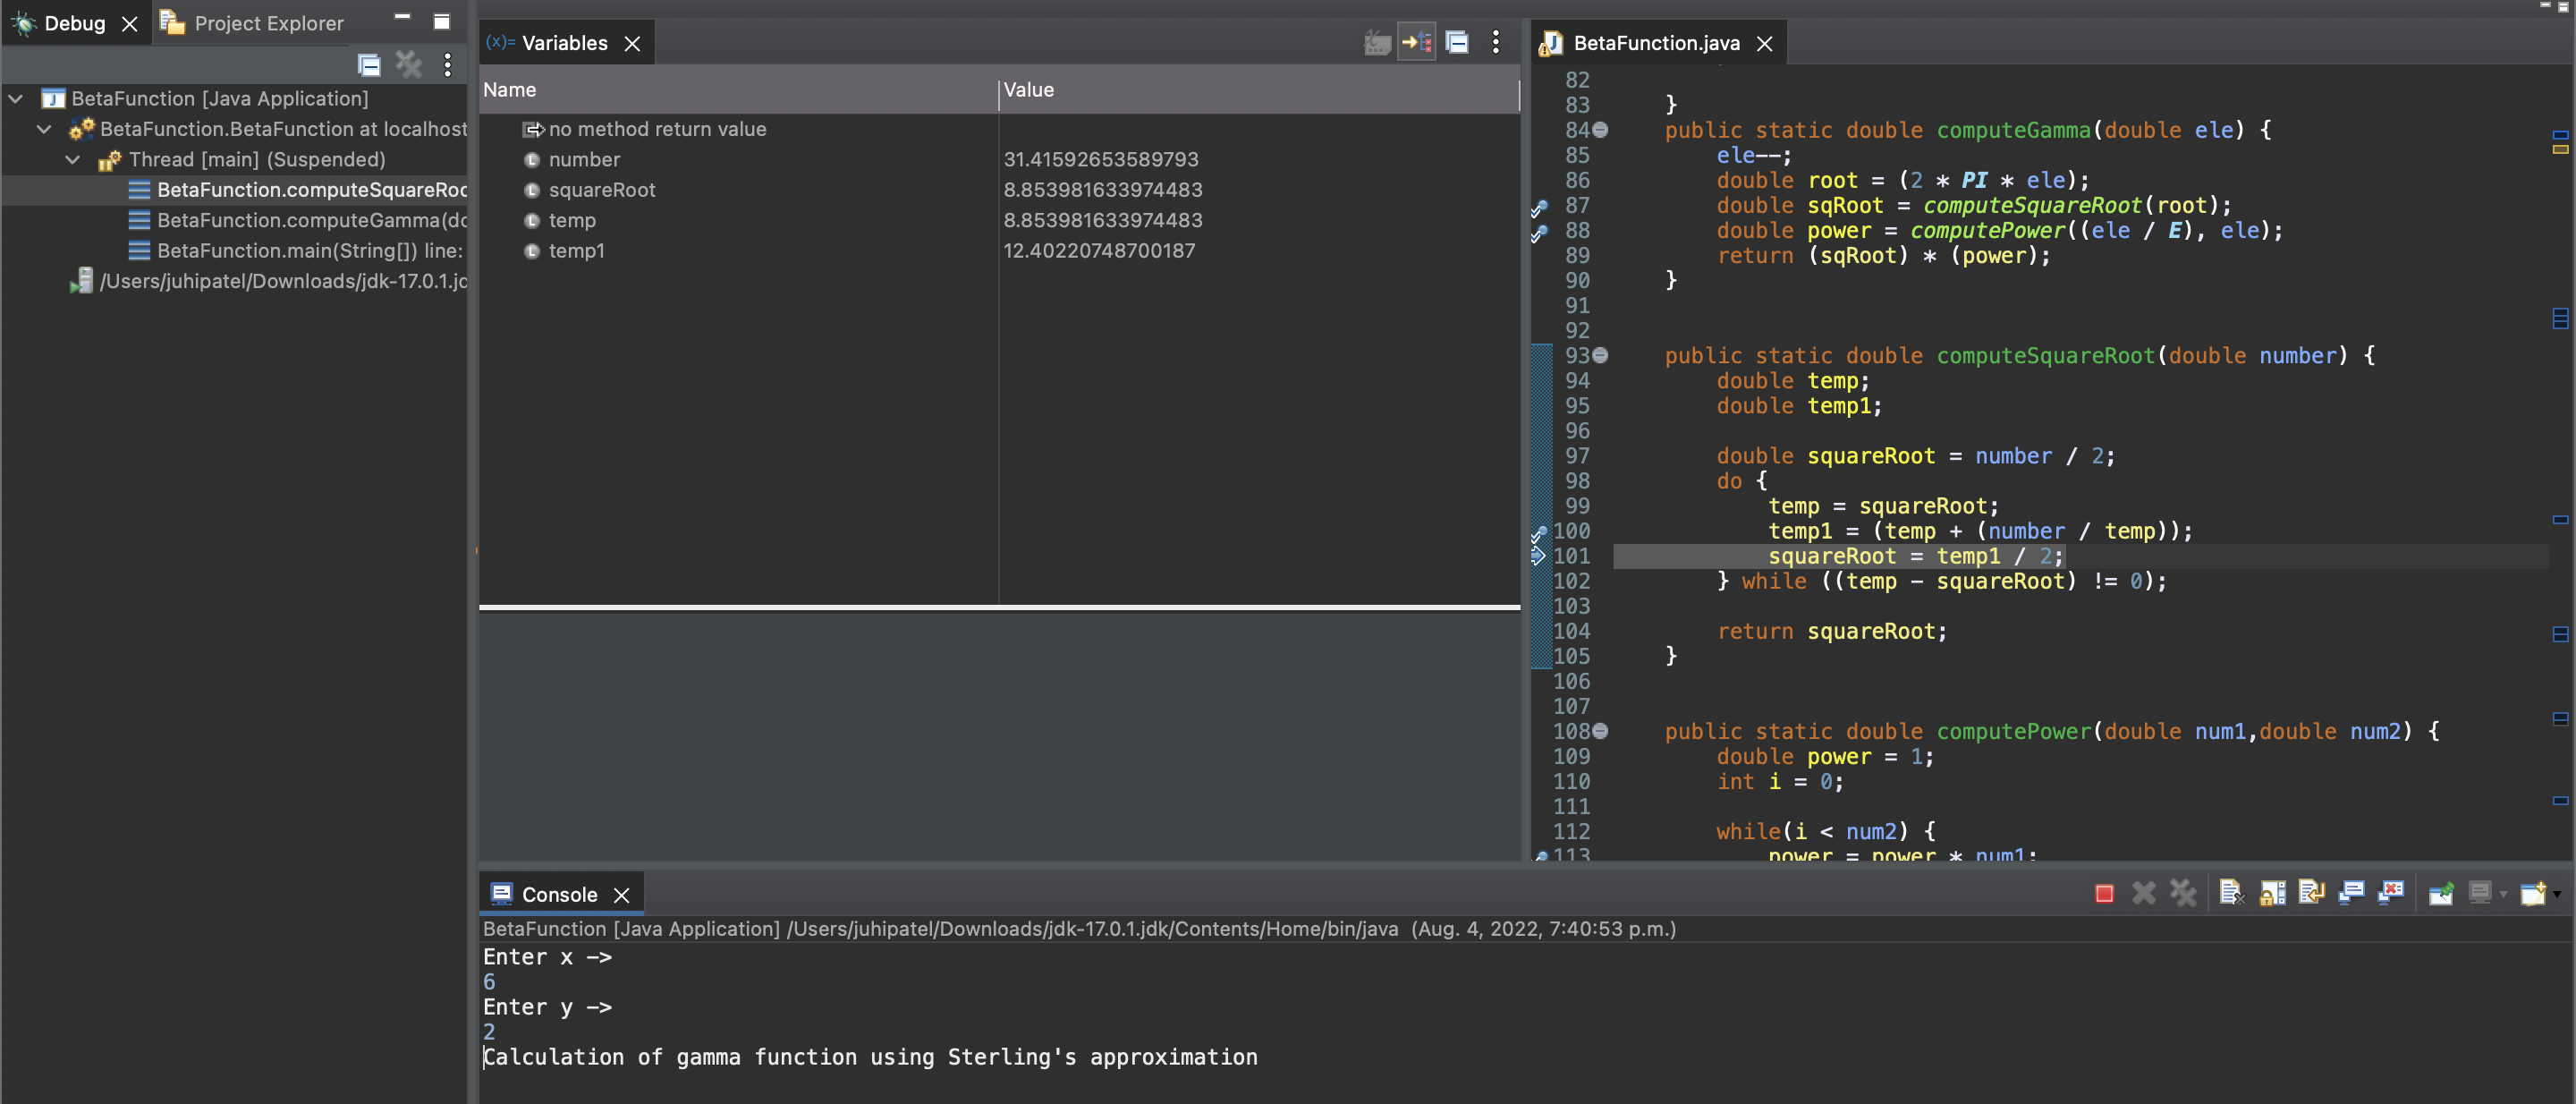 Debug
Project Explorer
BetaFunction [Java Application]
BetaFunction.BetaFunction at localhost
Thread [main] (Suspended)
BetaFunction.computeSquareRoo
BetaFunction.computeGamma(do
BetaFunction.main(String[]) line:
/Users/juhipatel/Downloads/jdk-17.0.1.jd
(x)= Variables
Name Value
no method return value
number 31.41592653589793
squareRoot 8.853981633974483
temp 8.853981633974483
temp1 12.40220748700187
BetaFunction.java
82
83 }
84 public static double computeGamma(double ele) {
85 ele--;
86 double root = (2 * PI * ele);
87 double sqRoot = computeSquareRoot(root);
88 double power = computePower((ele / E), ele);
89 return (sqRoot) * (power);
90 }
91
92
93 public static double computeSquareRoot(double number) {
94 double temp;
95 double temp1;
96
97 double squareRoot = number / 2;
98 do {
99 temp = squareRoot;
100 temp1 = (temp + (number / temp));
101 squareRoot = temp1 / 2;
102 } while ((temp - squareRoot) != 0);
103
104 return squareRoot;
105 }
106
107
108 public static double computePower(double num1,double num2) {
109 double power = 1;
110 int i = 0;
111
112 while(i < num2) {
113 power = power * num1;
Console
BetaFunction [Java Application] /Users/juhipatel/Downloads/jdk-17.0.1.jdk/Contents/Home/bin/java (Aug. 4, 2022, 7:40:53 p.m.)
Enter x ->
6
Enter y ->
2
Calculation of gamma function using Sterling's approximation